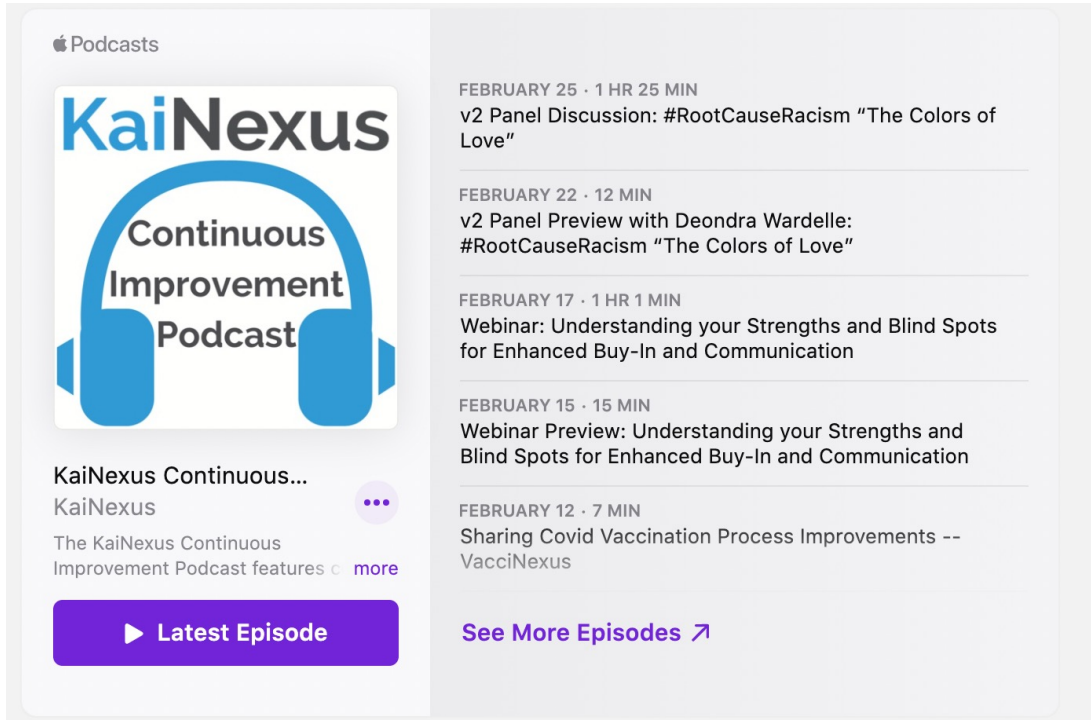 Podcasts
KaiNexus
Continuous
Improvement
Podcast
KaiNexus Continuous...
KaiNexus
The KaiNexus Continuous
Improvement Podcast features c more
Latest Episode
FEBRUARY 25 · 1 HR 25 MIN
v2 Panel Discussion: #RootCauseRacism “The Colors of
Love”
FEBRUARY 22 · 12 MIN
v2 Panel Preview with Deondra Wardelle:
#RootCauseRacism “The Colors of Love”
FEBRUARY 17 · 1 HR 1 MIN
Webinar: Understanding your Strengths and Blind Spots
for Enhanced Buy-In and Communication
FEBRUARY 15 · 15 MIN
Webinar Preview: Understanding your Strengths and
Blind Spots for Enhanced Buy-In and Communication
FEBRUARY 12 · 7 MIN
Sharing Covid Vaccination Process Improvements --
VacciNexus
See More Episodes